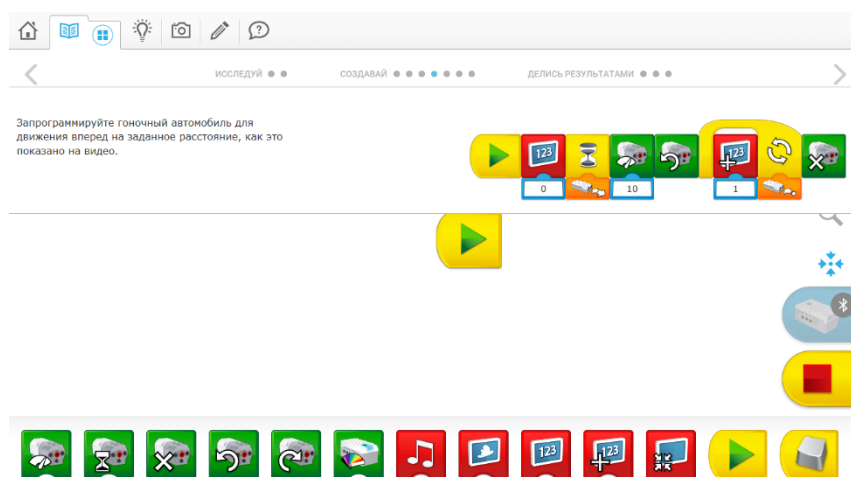 ?
ИССЛЕДУЙ СОЗДАВАЙ ДЕЛИСЬ РЕЗУЛЬТАТАМИ
Запрограммируйте гоночный автомобиль для
движения вперед на заданное расстояние, как это
показано на видео.
123 123
0 10 1
123 123